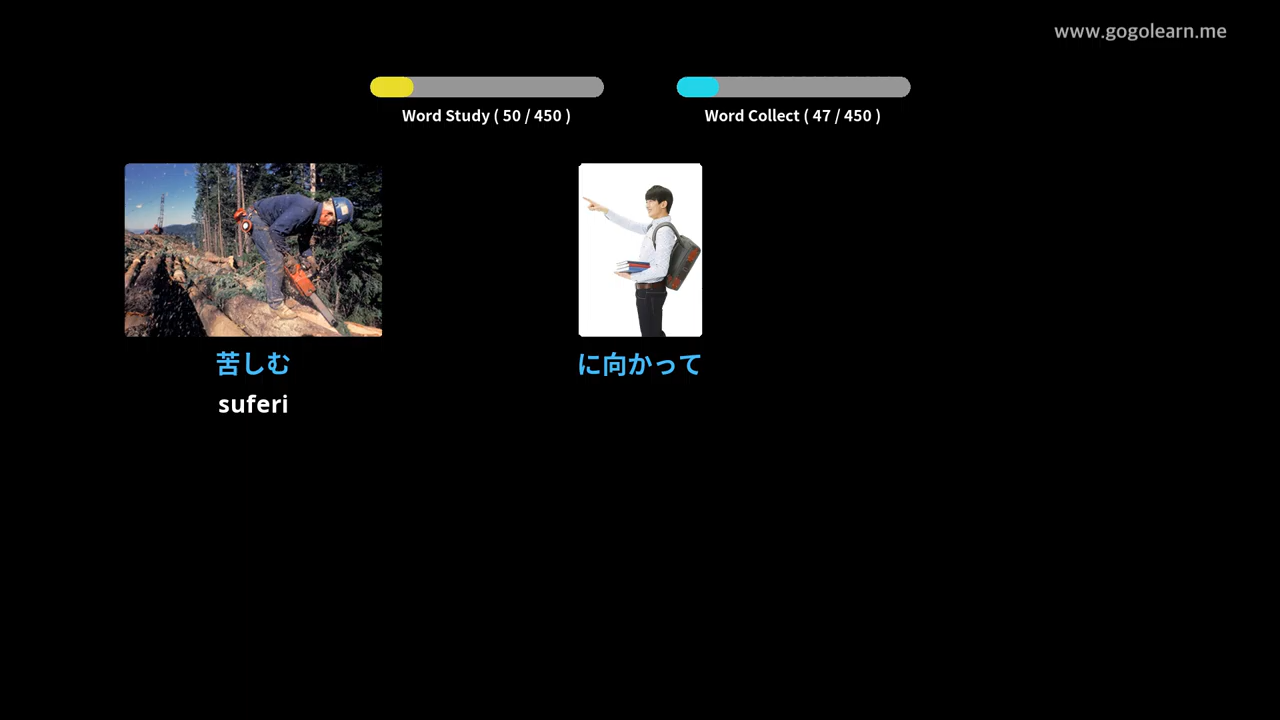 www.gogolearn.me
Word Study ( 50 / 450 )
Word Collect ( 47 / 450 )
苦しむ
に向かって
suferi